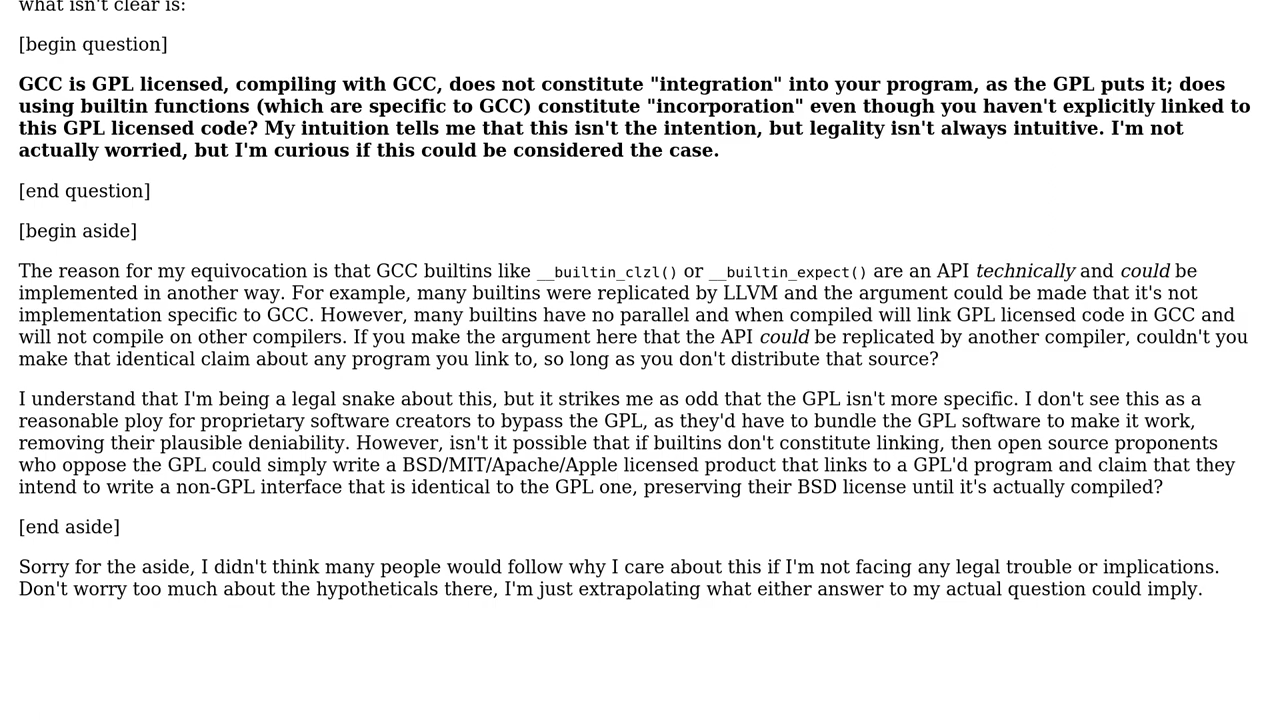 what isn't clear is:
[begin question]
GCC is GPL licensed, compiling with GCC, does not constitute "integration" into your program, as the GPL puts it; does
using builtin functions (which are specific to GCC) constitute "incorporation" even though you haven't explicitly linked to
this GPL licensed code? My intuition tells me that this isn't the intention, but legality isn't always intuitive. I'm not
actually worried, but I'm curious if this could be considered the case.
[end question]
[begin aside]
The reason for my equivocation is that GCC builtins like __builtin_clzl() or __builtin_expect() are an API technically and could be
implemented in another way. For example, many builtins were replicated by LLVM and the argument could be made that it's not
implementation specific to GCC. However, many builtins have no parallel and when compiled will link GPL licensed code in GCC and
will not compile on other compilers. If you make the argument here that the API could be replicated by another compiler, couldn't you
make that identical claim about any program you link to, so long as you don't distribute that source?
I understand that I'm being a legal snake about this, but it strikes me as odd that the GPL isn't more specific. I don't see this as a
reasonable ploy for proprietary software creators to bypass the GPL, as they'd have to bundle the GPL software to make it work,
removing their plausible deniability. However, isn't it possible that if builtins don't constitute linking, then open source proponents
who oppose the GPL could simply write a BSD/MIT/Apache/Apple licensed product that links to a GPL'd program and claim that they
intend to write a non-GPL interface that is identical to the GPL one, preserving their BSD license until it's actually compiled?
[end aside]
Sorry for the aside, I didn't think many people would follow why I care about this if I'm not facing any legal trouble or implications.
Don't worry too much about the hypotheticals there, I'm just extrapolating what either answer to my actual question could imply.